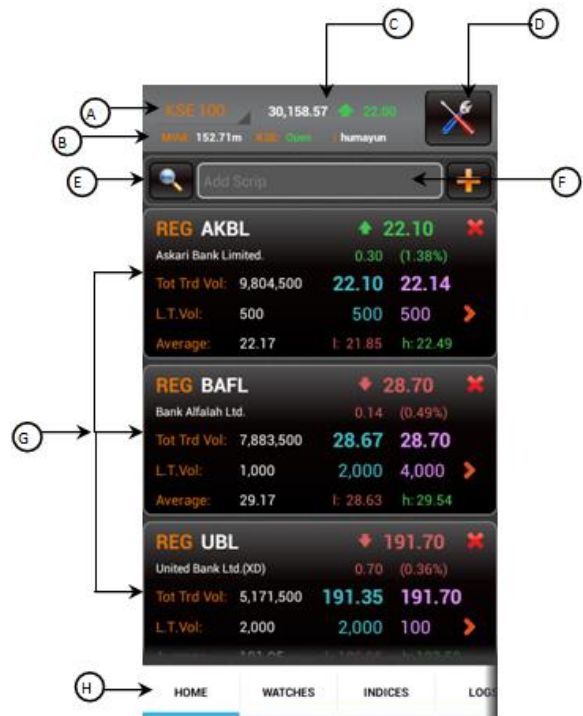 C
D
A
KSE 100 30,158.57 22.00
B
152.71m KSE: Open : humayun
E
Add Scrip
F
REG AKBL 22.10
Askari Bank Limited. 0.30 (1.38%)
Tot Trd Vol: 9,804,500 22.10 22.14
L.T.Vol: 500 500 500
Average: 22.17 l: 21.85 h: 22.49
G
REG BAFL 28.70
Bank Alfalah Ltd. 0.14 (0.49%)
Tot Trd Vol: 7,883,500 28.67 28.70
L.T.Vol: 1,000 2,000 4,000
Average: 29.17 l: 28.63 h: 29.54
REG UBL 191.70
United Bank Ltd.(XD) 0.70 (0.36%)
Tot Trd Vol: 5,171,500 191.35 191.70
L.T.Vol: 2,000 2,000 100
H
HOME WATCHES INDICES LOGS